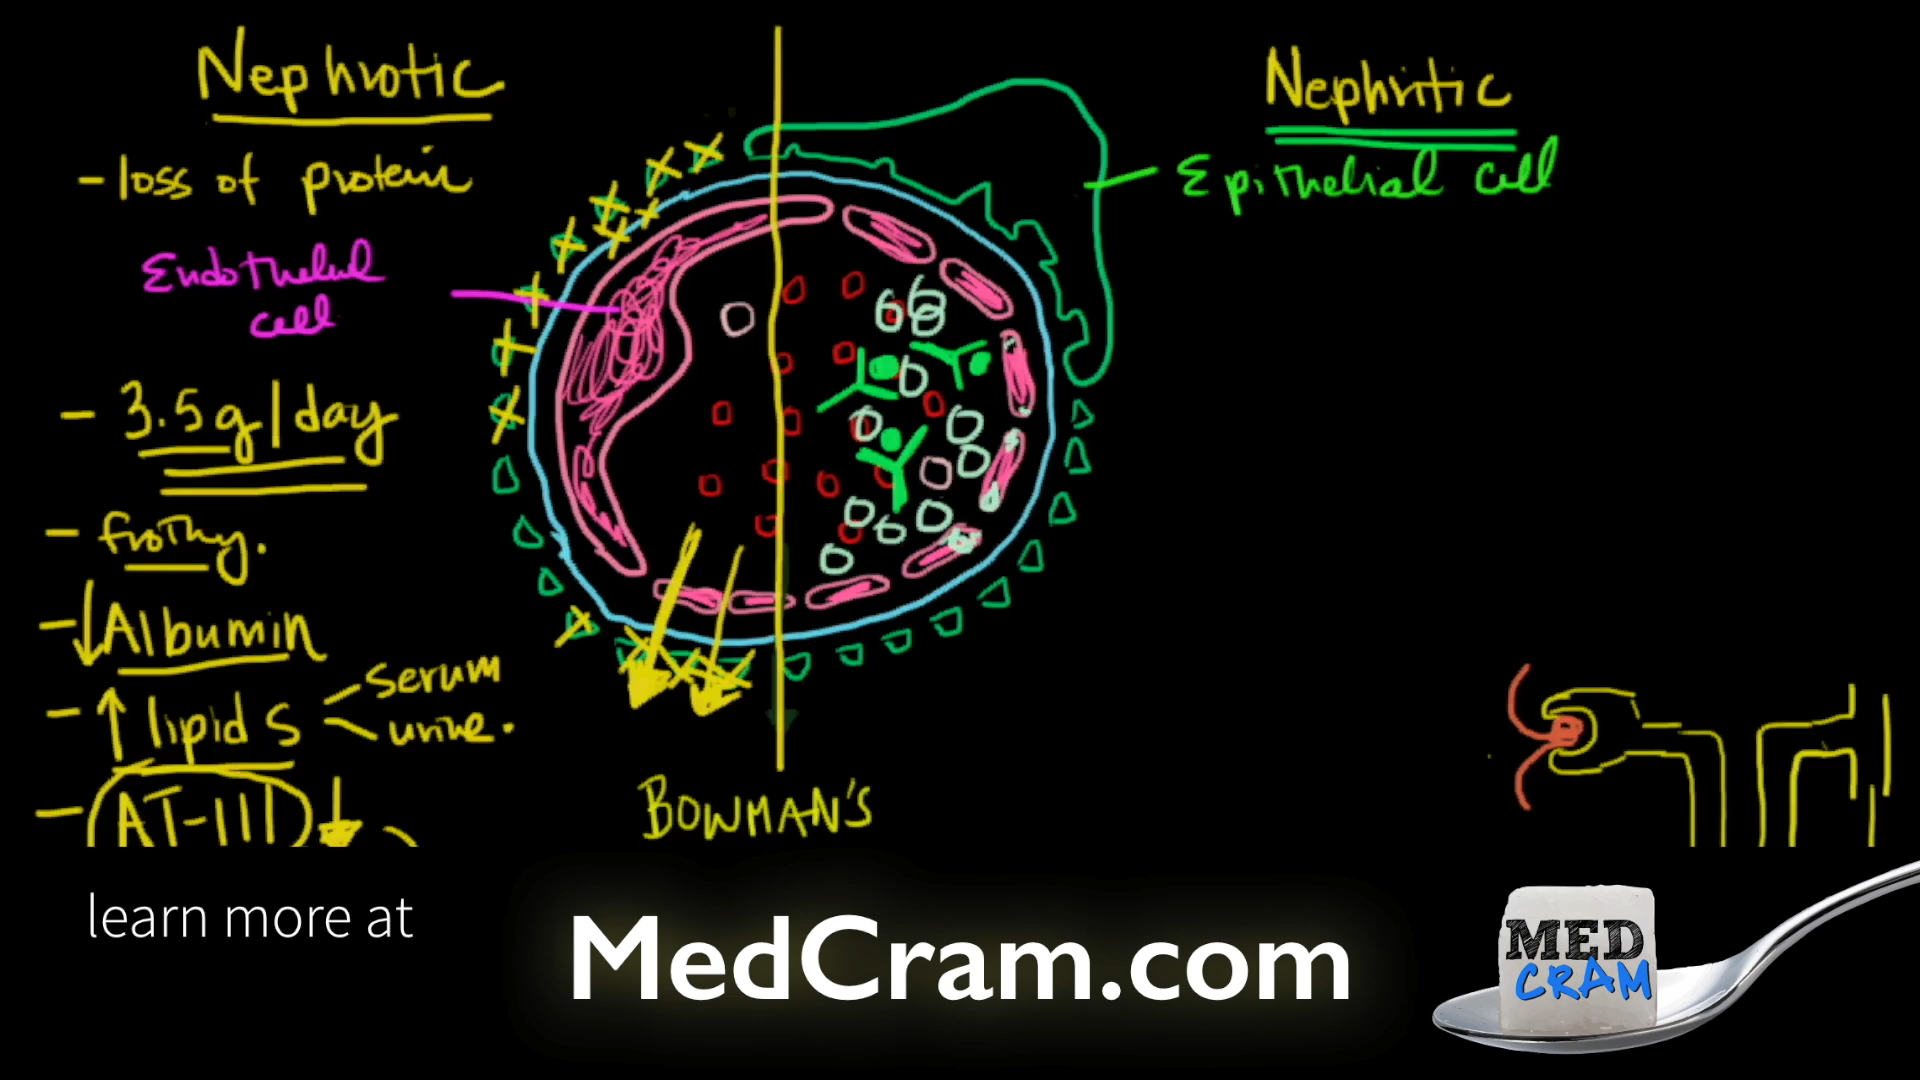 Nephrotic
- loss of protein
Endothelial
cell
- 3.5g/day
- frothy.
- ↓ Albumin
- ↑ lipids < serum
urine.
- AT-III ↓
BOWMAN'S
Nephritic
Epithelial cell
learn more at
MedCram.com
MED
CRAM